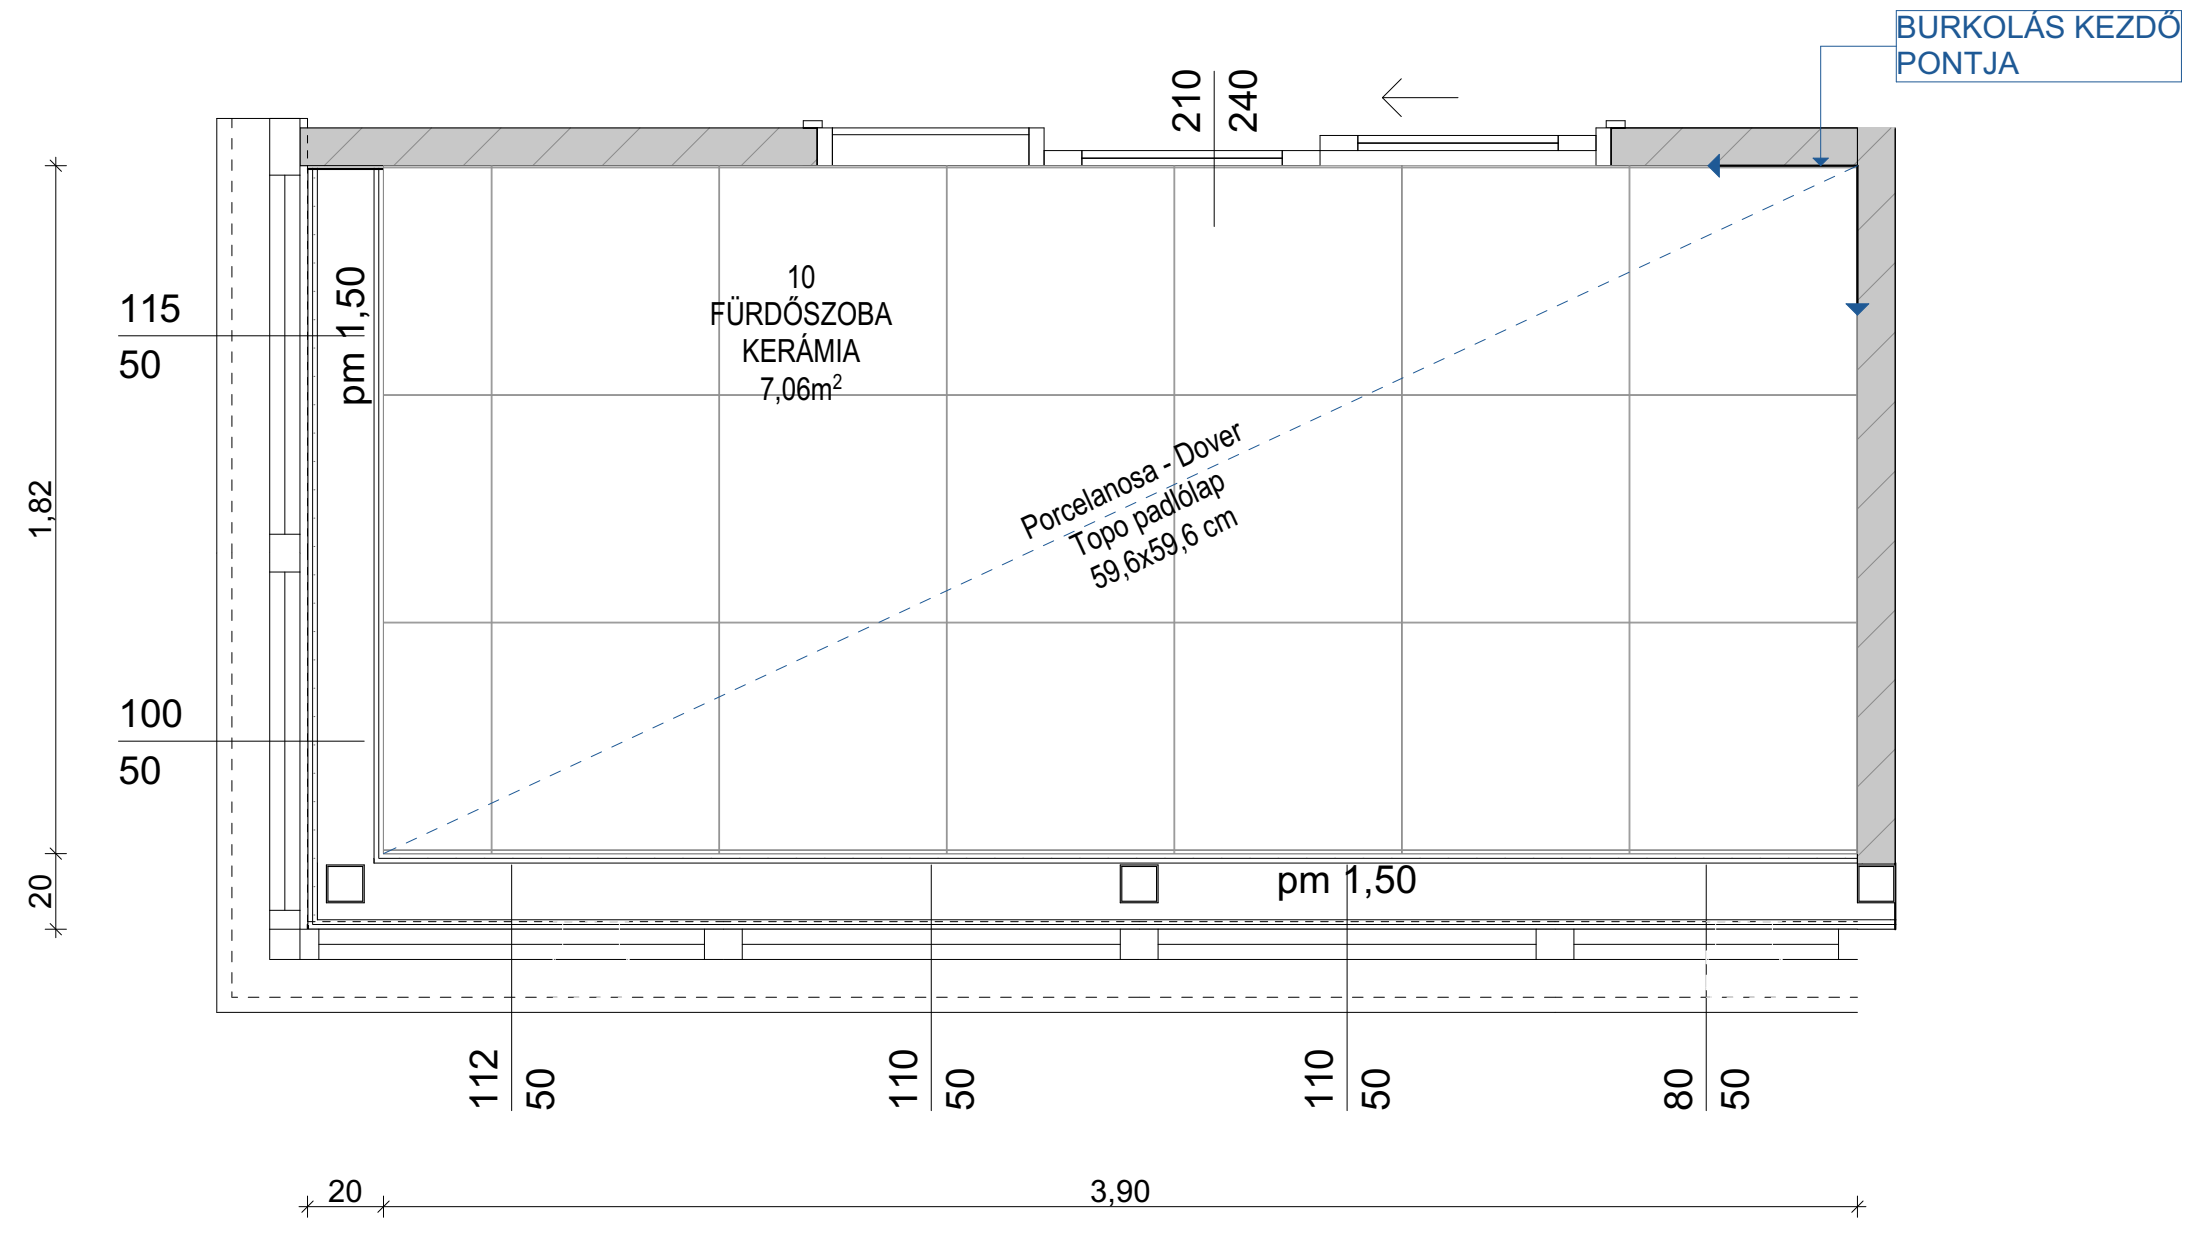 BURKOLÁS KEZDŐ
PONTJA
210
240
10
FÜRDŐSZOBA
KERÁMIA
7,06m²
pm 1,50
115
50
1,82
Porcelanosa - Dover
Topo padlólap
59,6x59,6 cm
100
50
20
pm 1,50
112
50
110
50
110
50
80
50
20
3,90